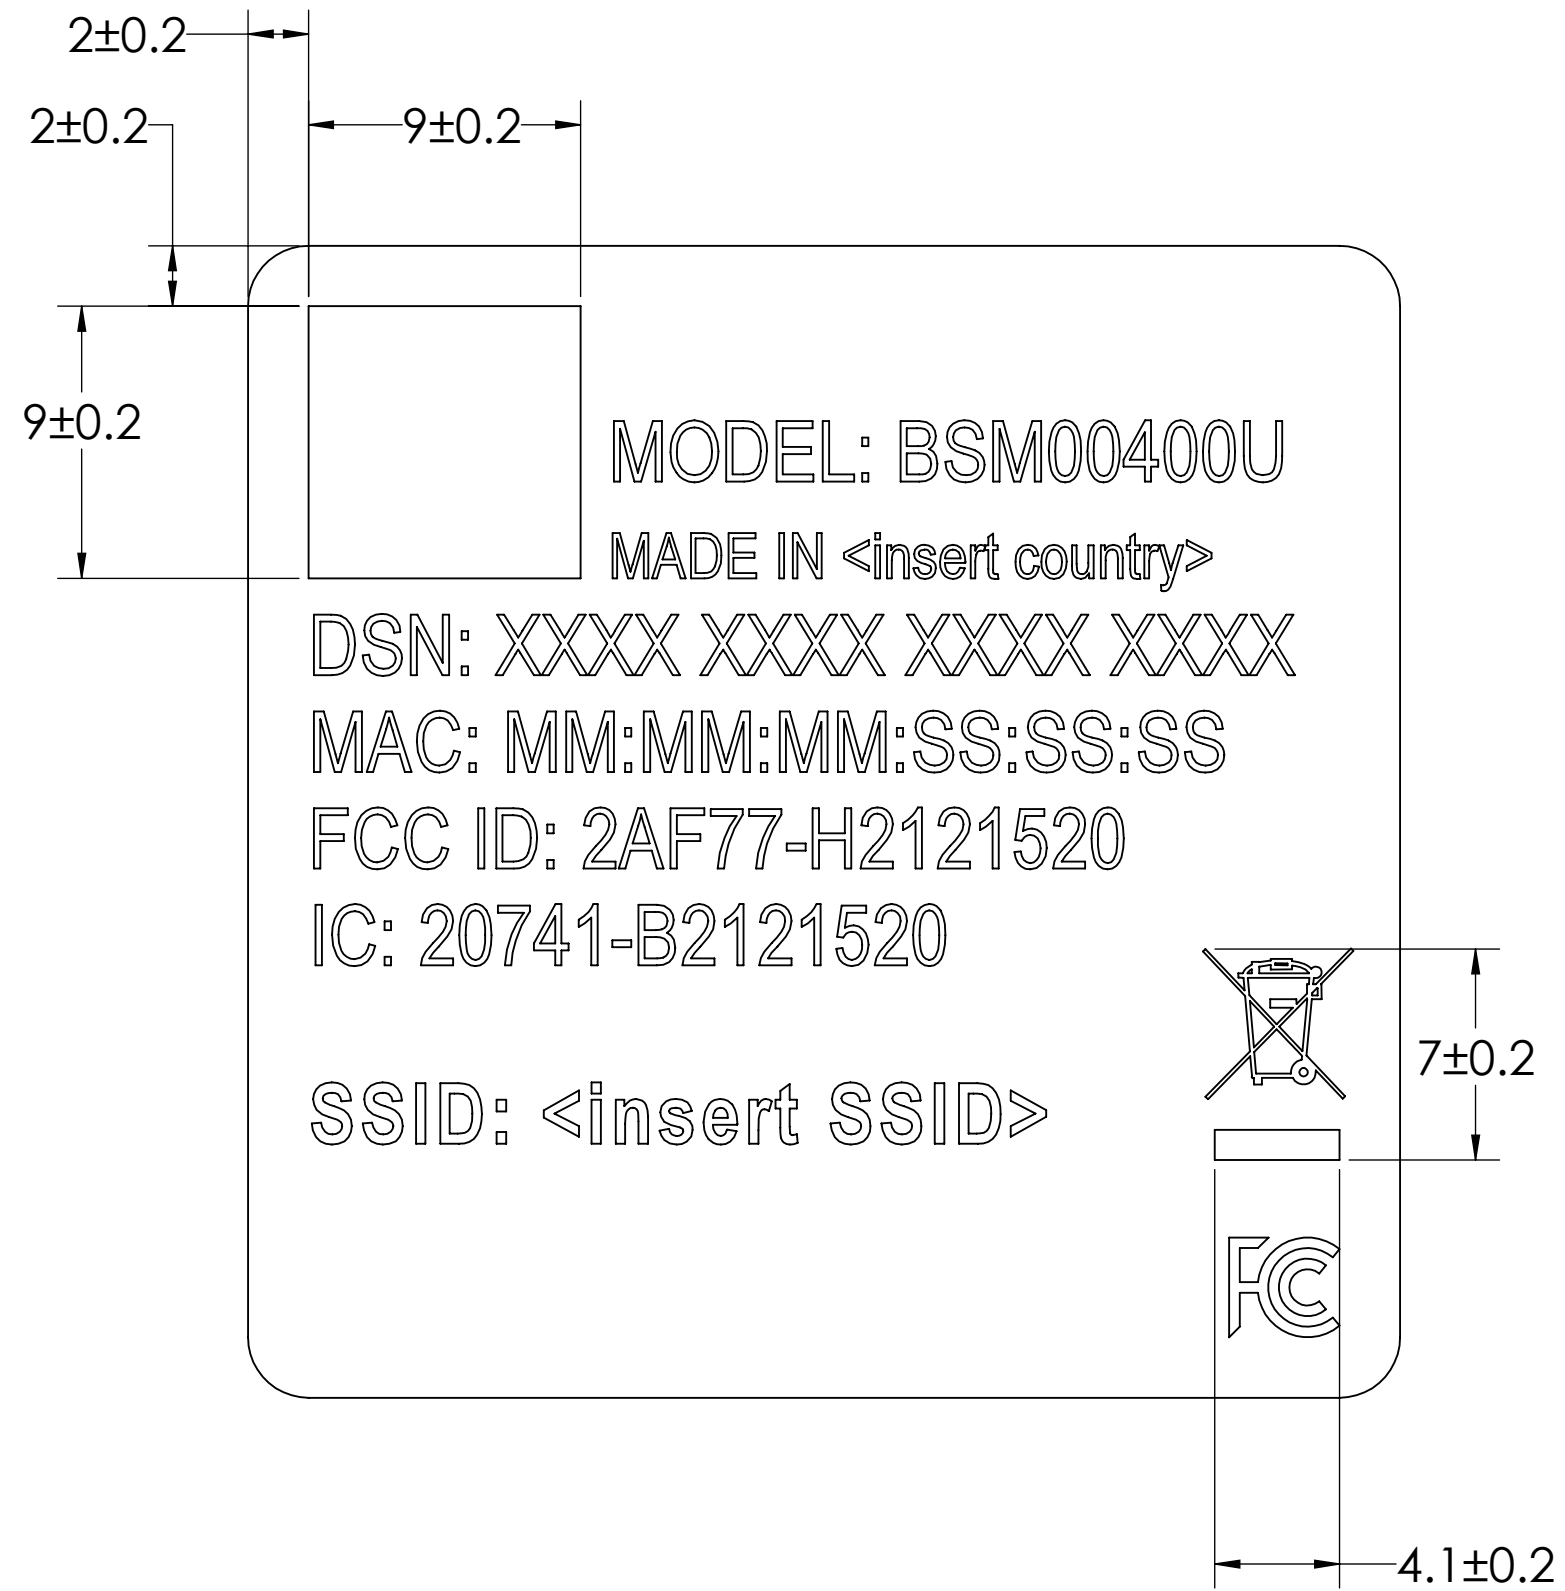 2±0.2
2±0.2
9±0.2
9±0.2
MODEL: BSM00400U
MADE IN <insert country>
DSN: XXXX XXXX XXXX XXXX
MAC: MM:MM:MM:SS:SS:SS
FCC ID: 2AF77-H2121520
IC: 20741-B2121520
7±0.2
SSID: <insert SSID>
FC
4.1±0.2